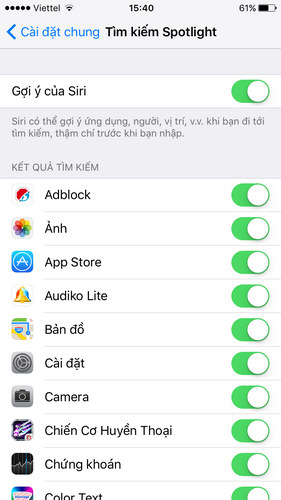 Viettel 15:40 61%
Cài đặt chung Tìm kiếm Spotlight
Gợi ý của Siri
Siri có thể gợi ý ứng dụng, người, vị trí, v.v. khi bạn đi tới
tìm kiếm, thậm chí trước khi bạn nhập.
KẾT QUẢ TÌM KIẾM
Adblock
Ảnh
App Store
Audiko Lite
Bản đồ
Cài đặt
Camera
Chiến Cơ Huyền Thoại
Chứng khoán
Color Text